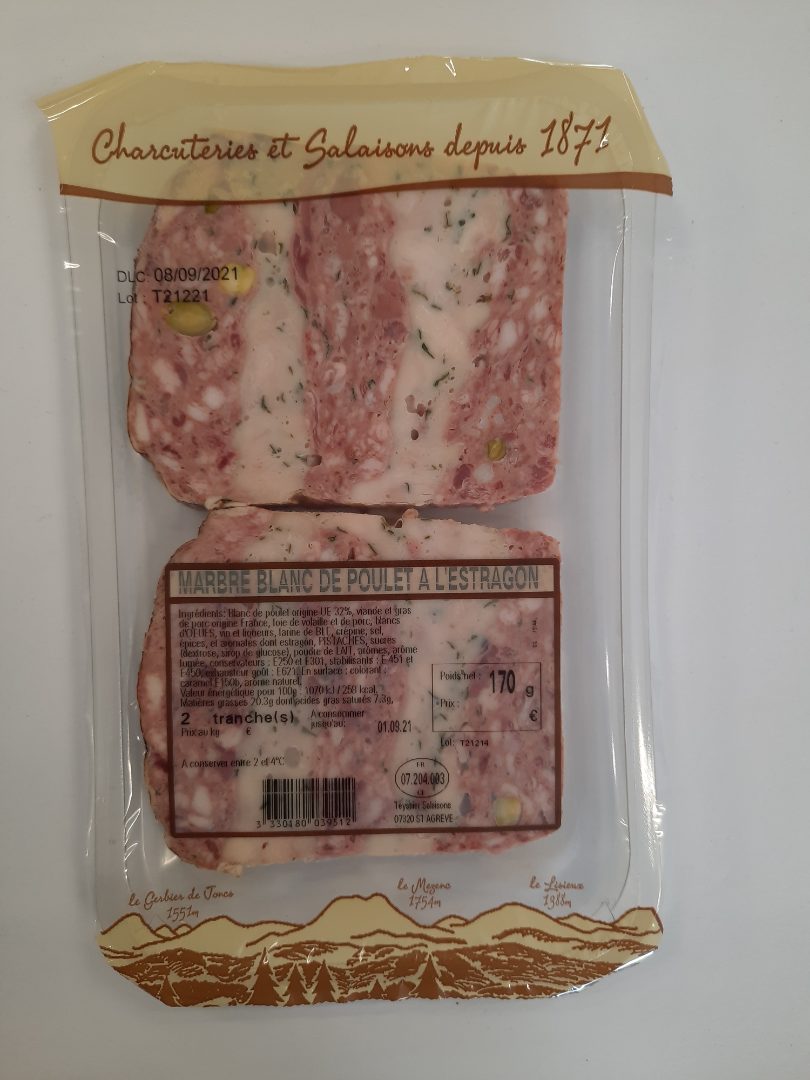 Charcuteries et Salaisons depuis 1871
DLC: 08/09/2021
Lot : T21221
MARBRE BLANC DE POULET A L'ESTRAGON
Ingrédients: Blanc de poulet origine UE 32%, viande et gras
de porc origine France, foie de volaille et de porc, blancs
d'OEUFS, vin et liqueurs, farine de BLE, crépine, sel,
épices, et aromates dont estragon, PISTACHES, sucres
(dextrose, sirop de glucose), poudre de LAIT, arômes, arôme
fumée, conservateurs : E250 et E301, stabilisants : E451 et
E450, exhausteur goût : E621. En surface : colorant :
caramel E150b, arôme naturel.
Valeur énergétique pour 100g : 1070 kJ / 258 kcal,
Matières grasses 20.3g dont acides gras saturés 7.3g,
Poids net : 170 g
Prix : €
2 tranche(s)
Prix au kg €
A consommer
jusqu'au: 01.09.21
Lot: T21214
A conserver entre 2 et 4°C
FR
07.204.003
CE
3 330480 039512
Teyssier Salaisons
07320 ST AGREVE
le Gerbier de Joncs
1551m
le Mezenc
1754m
le Lisieux
1388m